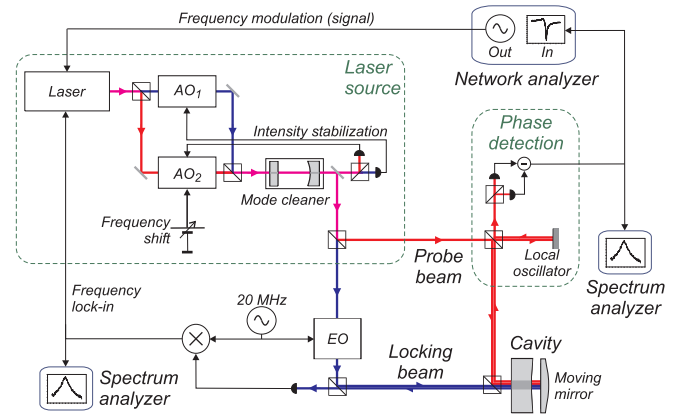 Frequency modulation (signal)
Out
In
Network analyzer
Laser
source
Laser
AO1
Intensity stabilization
Phase
detection
AO2
Mode cleaner
Frequency
shift
Probe
beam
Local
oscillator
Spectrum
analyzer
Frequency
lock-in
20 MHz
EO
Locking
beam
Cavity
Moving
mirror
Spectrum
analyzer